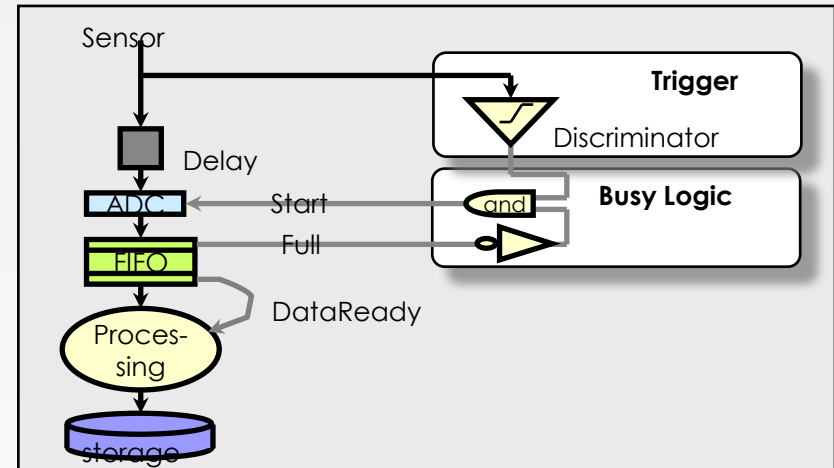 Sensor
Trigger
Discriminator
Delay
Busy Logic
ADC
Start
and
Full
FIFO
DataReady
Proces-
sing
storage